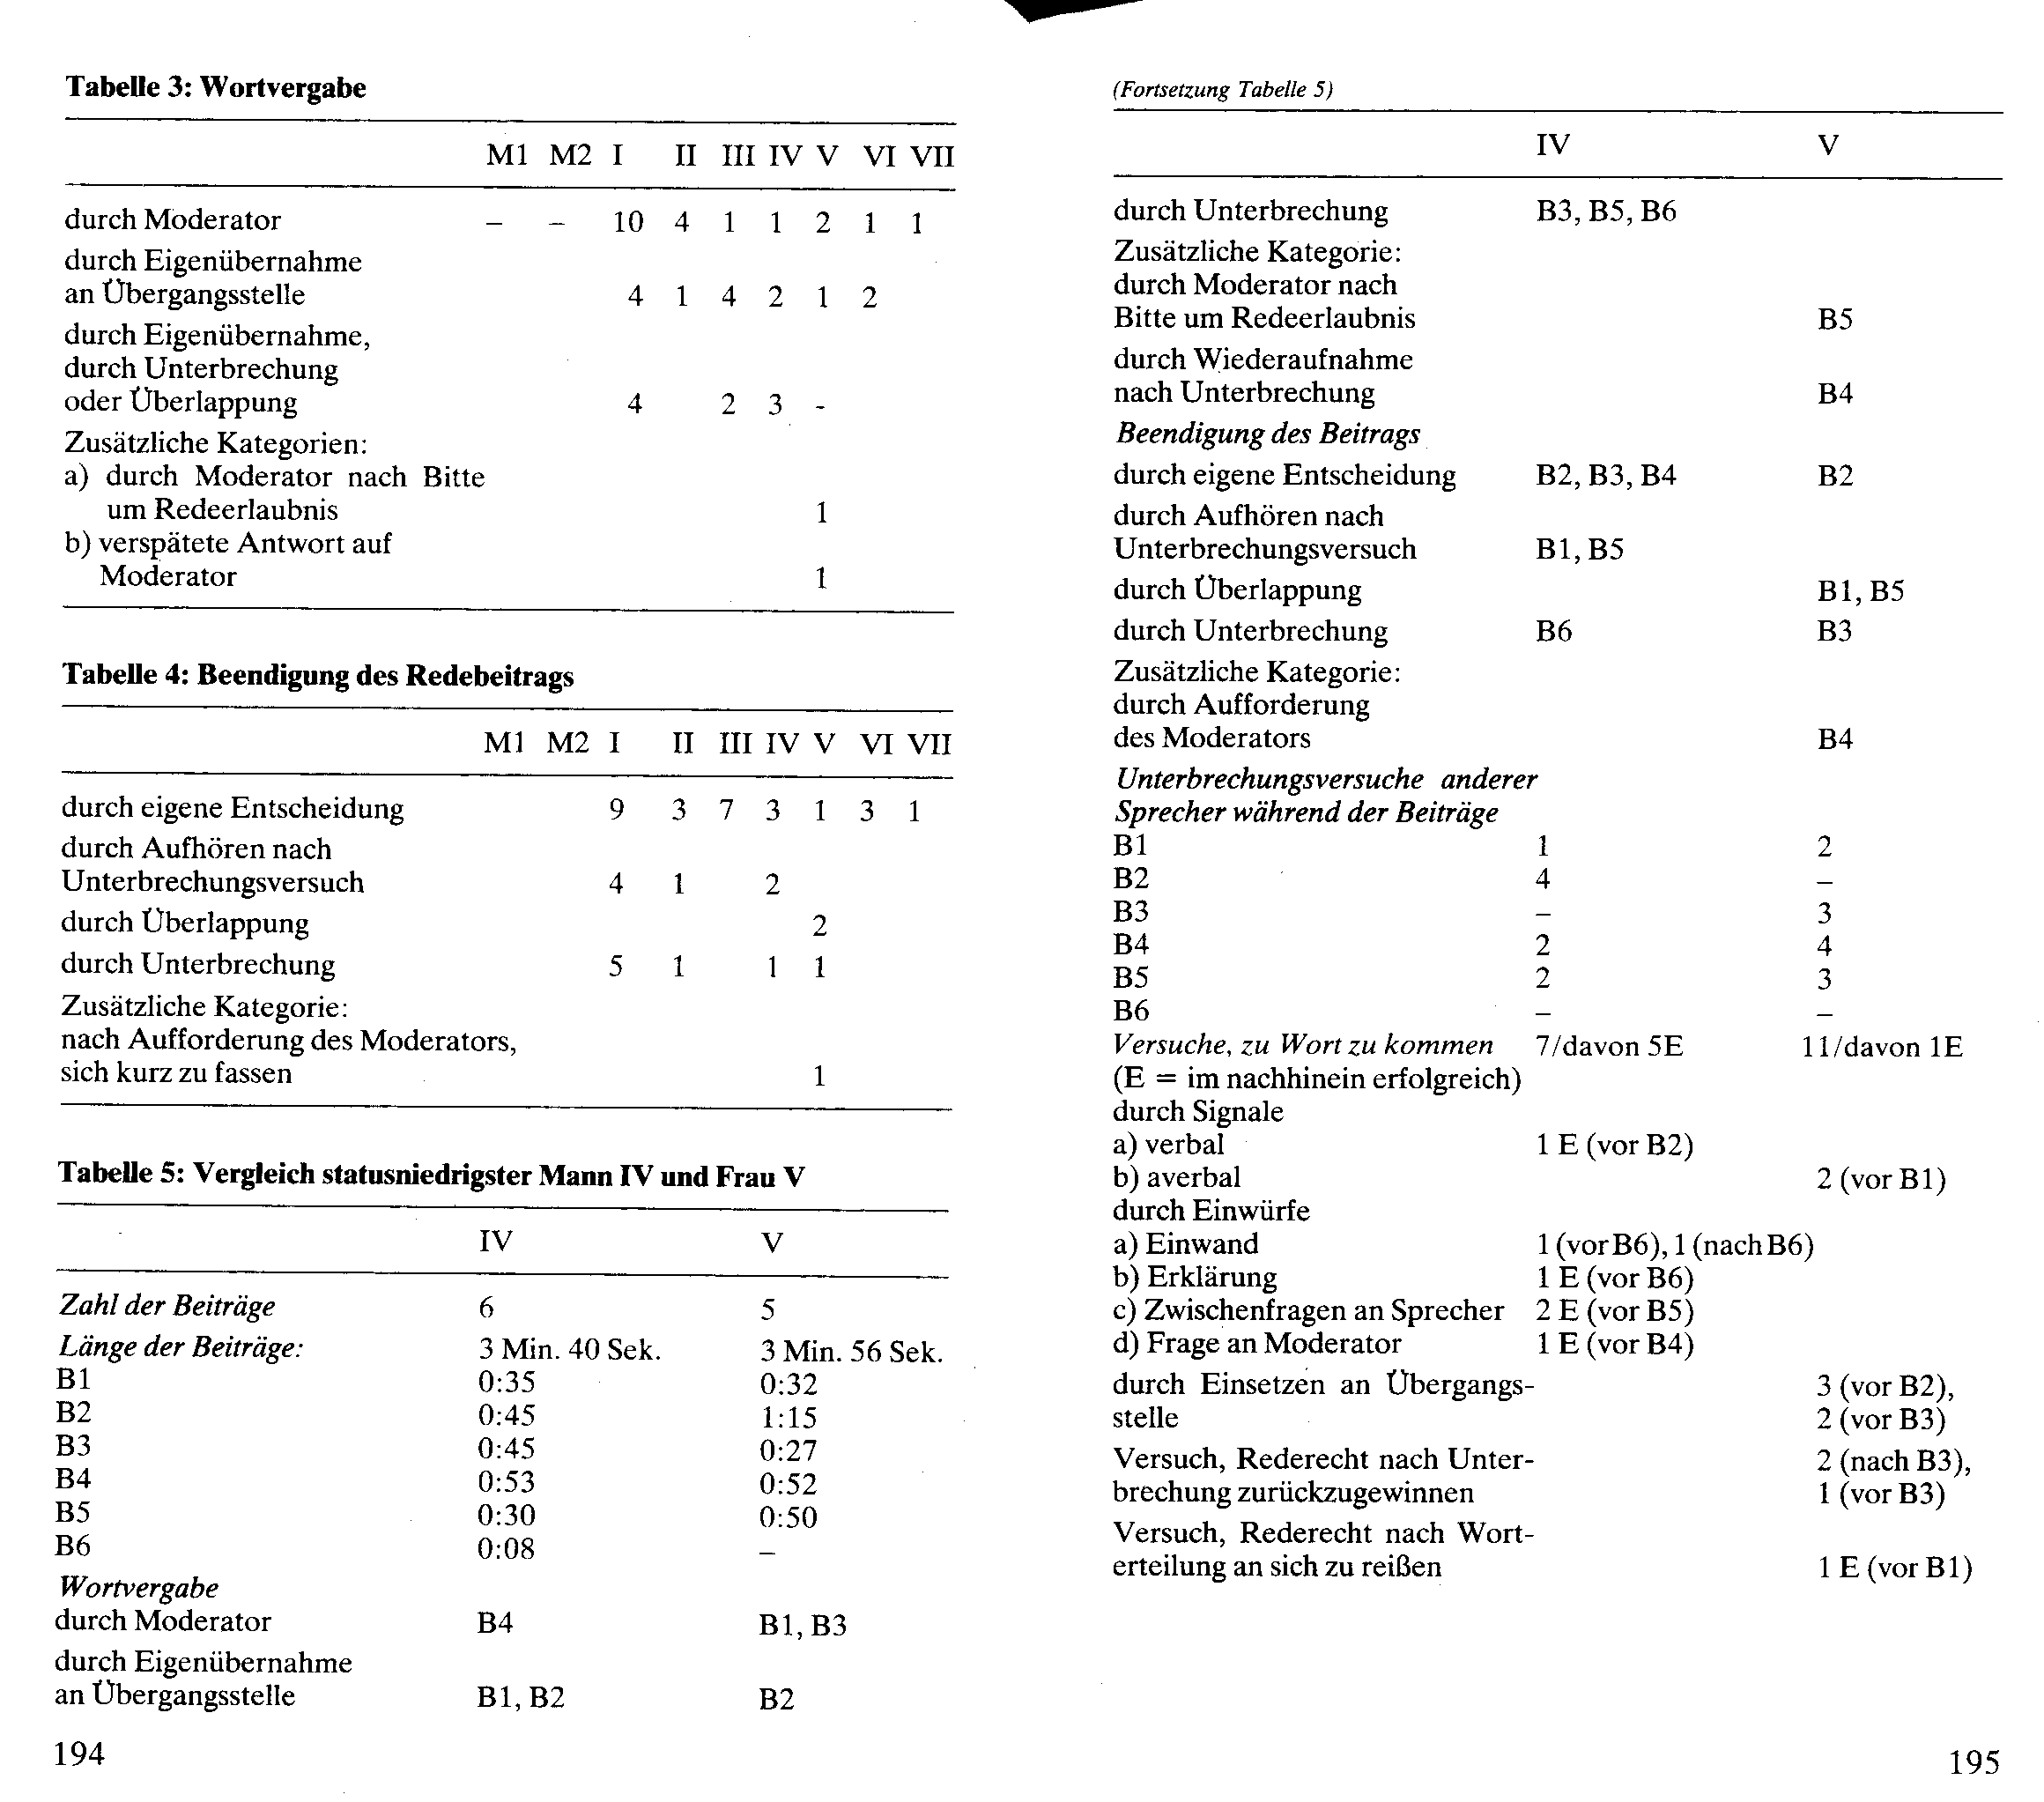 Tabelle 3: Wortvergabe
M1 M2 I II III IV V VI VII
durch Moderator – – 10 4 1 1 2 1 1
durch Eigenübernahme
an Übergangsstelle 4 1 4 2 1 2
durch Eigenübernahme,
durch Unterbrechung
oder Überlappung 4 2 3 -
Zusätzliche Kategorien:
a) durch Moderator nach Bitte
um Redeerlaubnis 1
b) verspätete Antwort auf
Moderator 1
Tabelle 4: Beendigung des Redebeitrags
M1 M2 I II III IV V VI VII
durch eigene Entscheidung 9 3 7 3 1 3 1
durch Aufhören nach
Unterbrechungsversuch 4 1 2
durch Überlappung 2
durch Unterbrechung 5 1 1 1
Zusätzliche Kategorie:
nach Aufforderung des Moderators,
sich kurz zu fassen 1
Tabelle 5: Vergleich statusniedrigster Mann IV und Frau V
IV V
Zahl der Beiträge 6 5
Länge der Beiträge: 3 Min. 40 Sek. 3 Min. 56 Sek.
B1 0:35 0:32
B2 0:45 1:15
B3 0:45 0:27
B4 0:53 0:52
B5 0:30 0:50
B6 0:08 –
Wortvergabe
durch Moderator B4 B1, B3
durch Eigenübernahme
an Übergangsstelle B1, B2 B2
194
(Fortsetzung Tabelle 5)
IV V
durch Unterbrechung B3, B5, B6
Zusätzliche Kategorie:
durch Moderator nach
Bitte um Redeerlaubnis B5
durch Wiederaufnahme
nach Unterbrechung B4
Beendigung des Beitrags
durch eigene Entscheidung B2, B3, B4 B2
durch Aufhören nach
Unterbrechungsversuch B1, B5
durch Überlappung B1, B5
durch Unterbrechung B6 B3
Zusätzliche Kategorie:
durch Aufforderung
des Moderators B4
Unterbrechungsversuche anderer
Sprecher während der Beiträge
B1 1 2
B2 4 –
B3 – 3
B4 2 4
B5 2 3
B6 – –
Versuche, zu Wort zu kommen 7/davon 5E 11/davon 1E
(E = im nachhinein erfolgreich)
durch Signale
a) verbal 1 E (vor B2)
b) averbal 2 (vor B1)
durch Einwürfe
a) Einwand 1 (vor B6), 1 (nach B6)
b) Erklärung 1 E (vor B6)
c) Zwischenfragen an Sprecher 2 E (vor B5)
d) Frage an Moderator 1 E (vor B4)
durch Einsetzen an Übergangs- 3 (vor B2),
stelle 2 (vor B3)
Versuch, Rederecht nach Unter- 2 (nach B3),
brechung zurückzugewinnen 1 (vor B3)
Versuch, Rederecht nach Wort-
erteilung an sich zu reißen 1 E (vor B1)
195